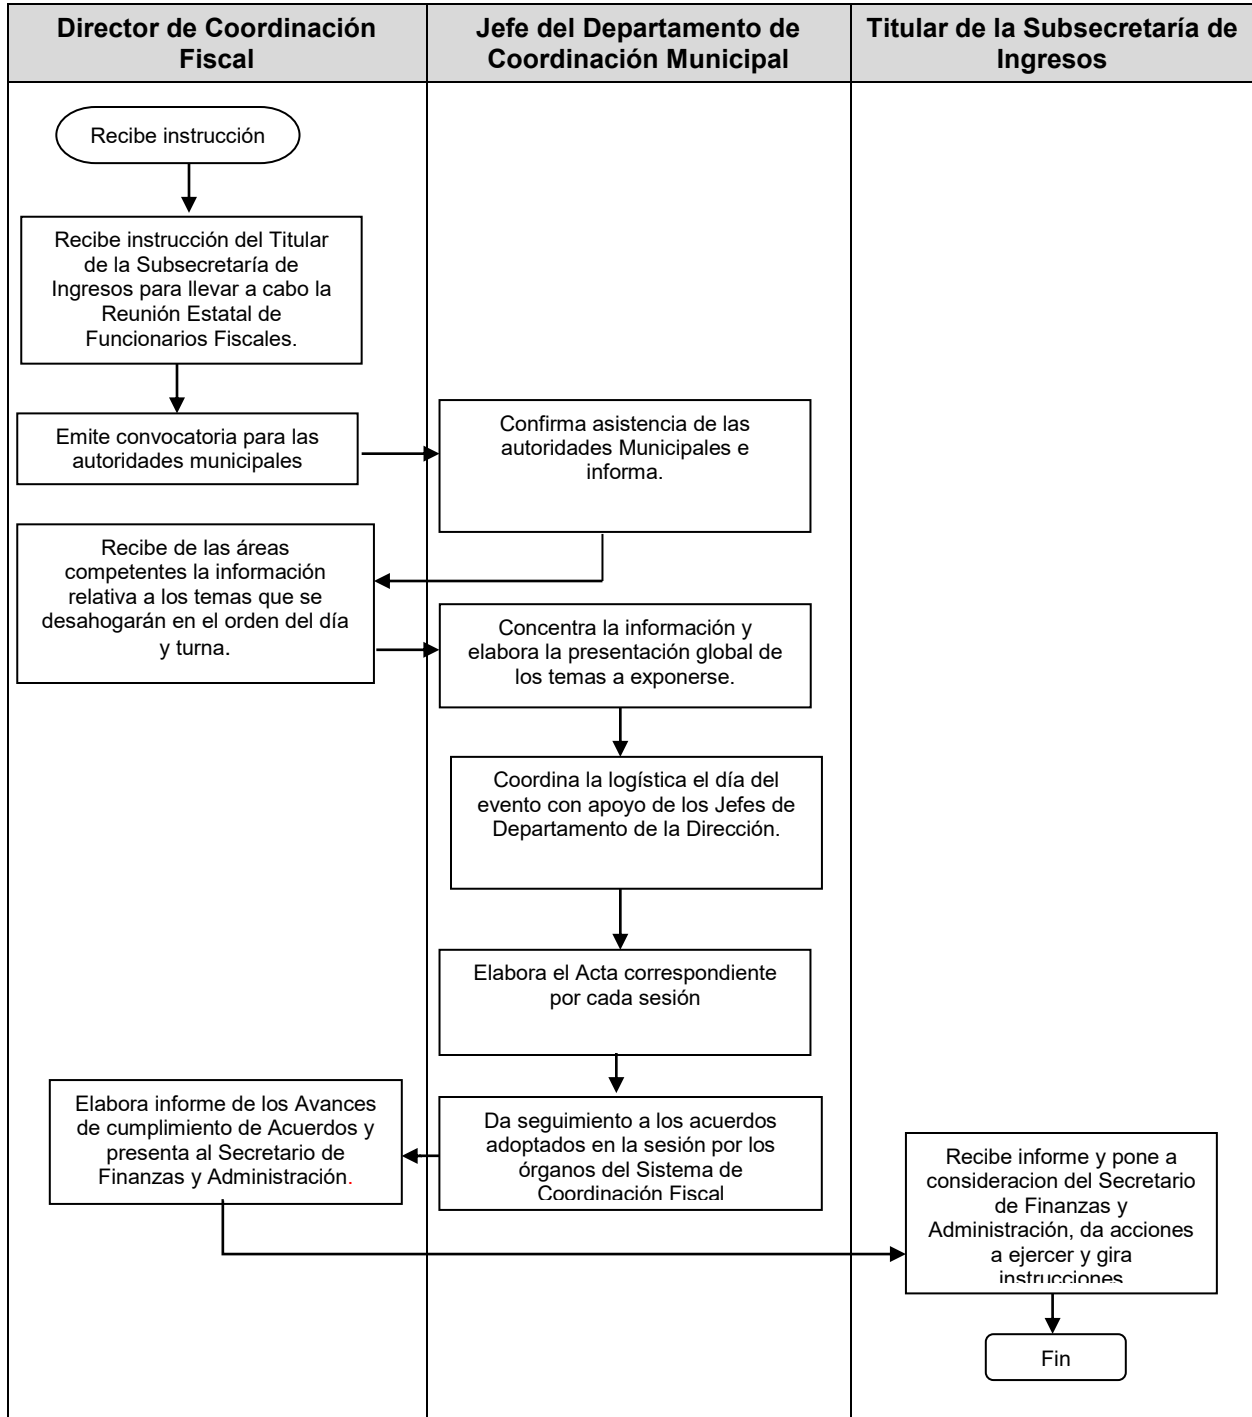 Director de Coordinación
Fiscal
Jefe del Departamento de
Coordinación Municipal
Titular de la Subsecretaría de
Ingresos
Recibe instrucción
Recibe instrucción del Titular
de la Subsecretaría de
Ingresos para llevar a cabo la
Reunión Estatal de
Funcionarios Fiscales.
Emite convocatoria para las
autoridades municipales
Confirma asistencia de las
autoridades Municipales e
informa.
Recibe de las áreas
competentes la información
relativa a los temas que se
desahogarán en el orden del día
y turna.
Concentra la información y
elabora la presentación global de
los temas a exponerse.
Coordina la logística el día del
evento con apoyo de los Jefes de
Departamento de la Dirección.
Elabora el Acta correspondiente
por cada sesión
Da seguimiento a los acuerdos
adoptados en la sesión por los
órganos del Sistema de
Coordinación Fiscal
Elabora informe de los Avances
de cumplimiento de Acuerdos y
presenta al Secretario de
Finanzas y Administración.
Recibe informe y pone a
consideracion del Secretario
de Finanzas y
Administración, da acciones
a ejercer y gira
instrucciones
Fin